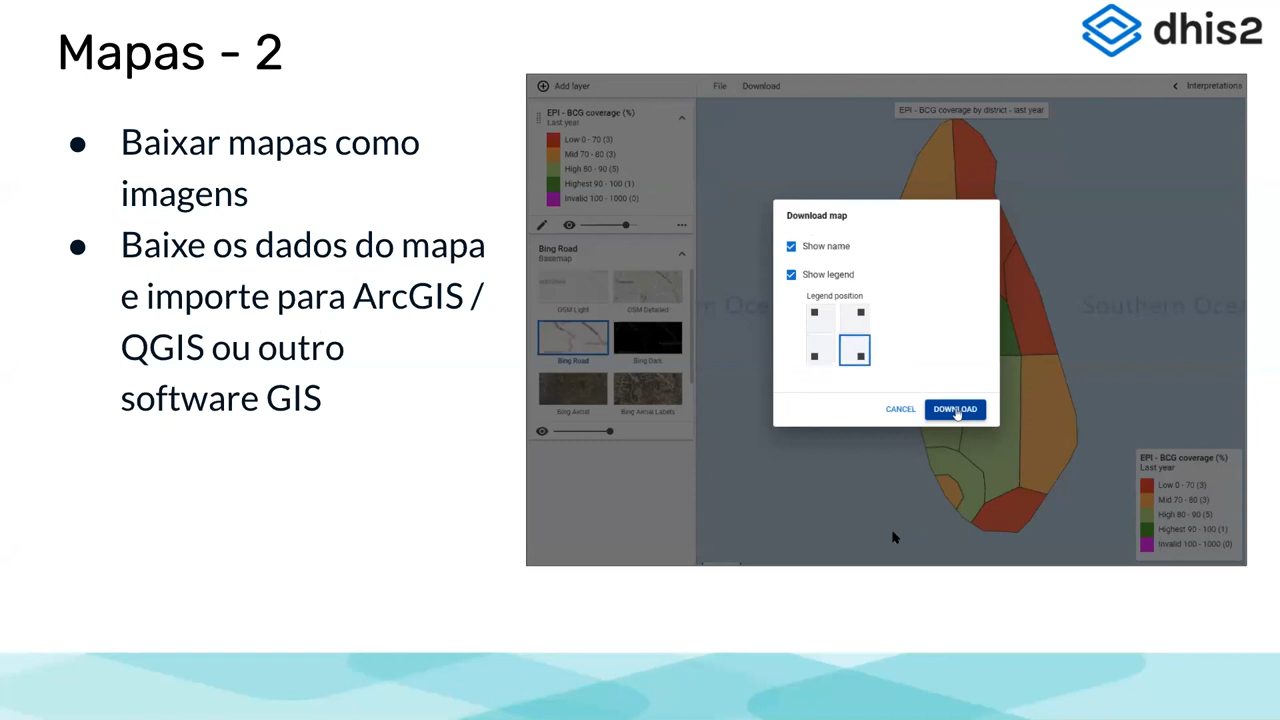 Mapas - 2
dhis2
Baixar mapas como
imagens
Baixe os dados do mapa
e importe para ArcGIS /
QGIS ou outro
software GIS
Add layer
File
Download
Interpretations
EPI - BCG coverage (%)
Last year
Low 0 - 70 (3)
Mid 70 - 80 (3)
High 80 - 90 (5)
Highest 90 - 100 (1)
Invalid 100 - 1000 (0)
Bing Road
Basemap
OSM Light
OSM Detailed
Bing Road
Bing Dark
Bing Aerial
Bing Aerial Labels
EPI - BCG coverage by district - last year
Download map
Show name
Show legend
Legend position
CANCEL
DOWNLOAD
Southern Oce
EPI - BCG coverage (%)
Last year
Low 0 - 70 (3)
Mid 70 - 80 (3)
High 80 - 90 (5)
Highest 90 - 100 (1)
Invalid 100 - 1000 (0)